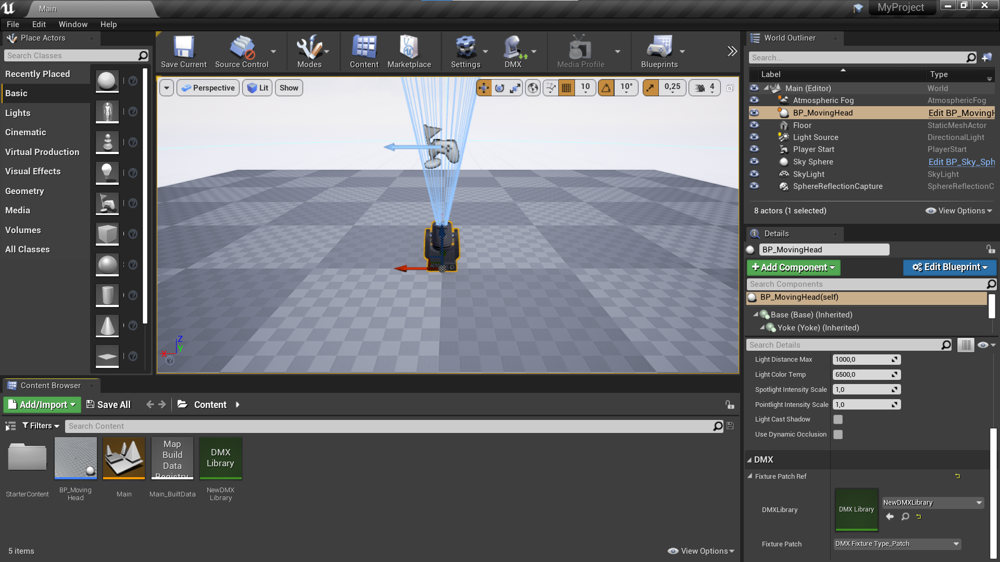 Main
MyProject
File
Edit
Window
Help
Place Actors
Search Classes
Recently Placed
Basic
Lights
Cinematic
Virtual Production
Visual Effects
Geometry
Media
Volumes
All Classes
Save Current
Source Control
Modes
Content
Marketplace
Settings
DMX
Media Profile
Blueprints
Perspective
Lit
Show
10
10°
0,25
4
Z
Y
X
World Outliner
Search...
Label
Type
Main (Editor)
World
Atmospheric Fog
AtmosphericFog
BP_MovingHead
Edit BP_MovingH
Floor
StaticMeshActor
Light Source
DirectionalLight
Player Start
PlayerStart
Sky Sphere
Edit BP_Sky_Sph
SkyLight
SkyLight
SphereReflectionCapture
SphereReflectionC
8 actors (1 selected)
View Options
Details
BP_MovingHead
+Add Component
Edit Blueprint
Search Components
BP_MovingHead(self)
Base (Base) (Inherited)
Yoke (Yoke) (Inherited)
Search Details
Light Distance Max
1000,0
Light Color Temp
6500,0
Spotlight Intensity Scale
1,0
Pointlight Intensity Scale
1,0
Light Cast Shadow
Use Dynamic Occlusion
DMX
Fixture Patch Ref
DMXLibrary
DMX Library
NewDMXLibrary
Fixture Patch
DMX Fixture Type_Patch
Content Browser
Add/Import
Save All
Content
Filters
Search Content
Map
Build
Data
Registry
DMX
Library
StarterContent
BP_Moving
Head
Main
Main_BuiltData
NewDMX
Library
5 items
View Options